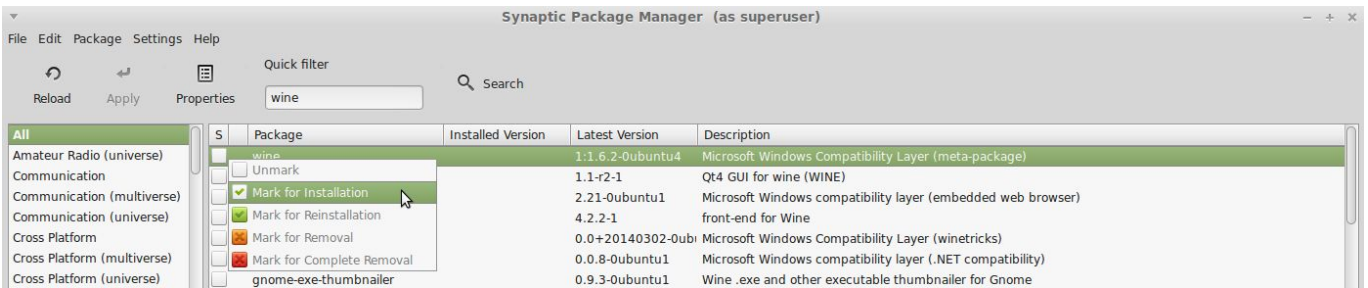 Synaptic Package Manager (as superuser)
File Edit Package Settings Help
Quick filter
Reload Apply Properties wine Search
All S Package Installed Version Latest Version Description
Amateur Radio (universe) wine 1:1.6.2-0ubuntu4 Microsoft Windows Compatibility Layer (meta-package)
Unmark
Communication 1.1-r2-1 Qt4 GUI for wine (WINE)
Mark for Installation
Communication (multiverse) 2.21-0ubuntu1 Microsoft Windows compatibility layer (embedded web browser)
Communication (universe) Mark for Reinstallation 4.2.2-1 front-end for Wine
Cross Platform Mark for Removal 0.0+20140302-0ubu Microsoft Windows Compatibility Layer (winetricks)
Cross Platform (multiverse) Mark for Complete Removal 0.0.8-0ubuntu1 Microsoft Windows compatibility layer (.NET compatibility)
Cross Platform (universe) gnome-exe-thumbnailer 0.9.3-0ubuntu1 Wine .exe and other executable thumbnailer for Gnome